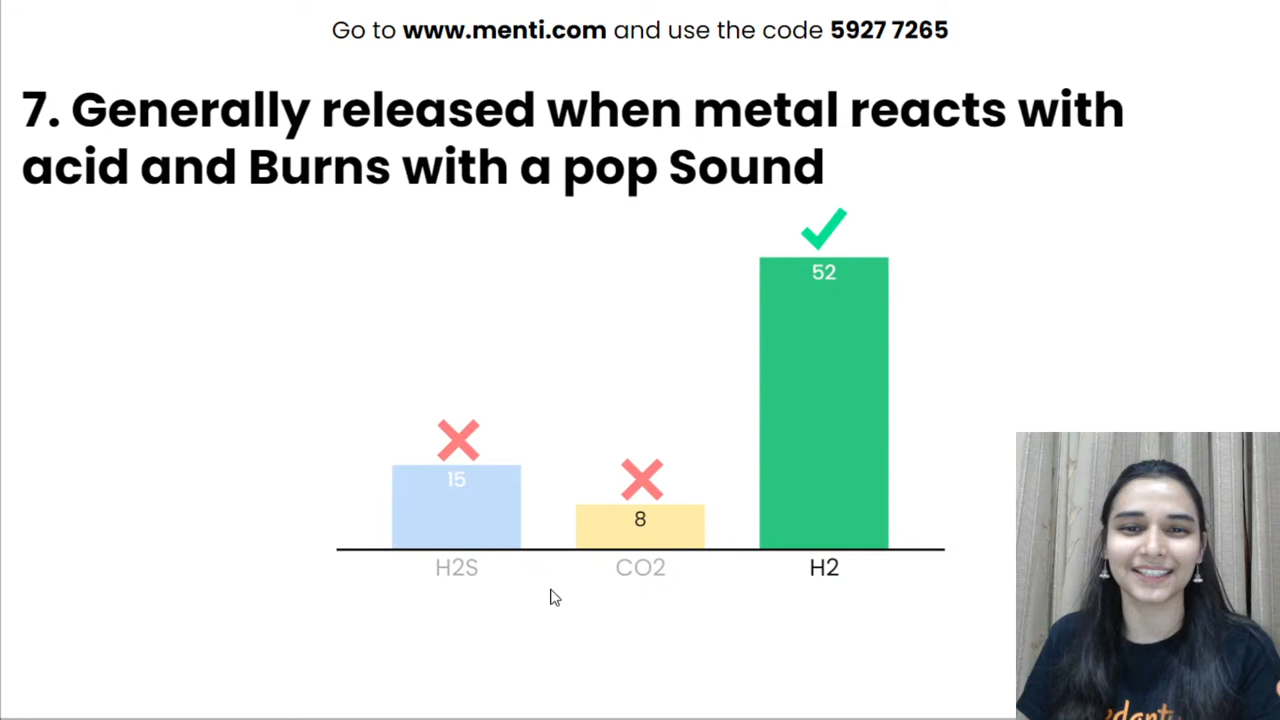 Go to www.menti.com and use the code 5927 7265
7. Generally released when metal reacts with
acid and Burns with a pop Sound
52
15
8
H2S
CO2
H2